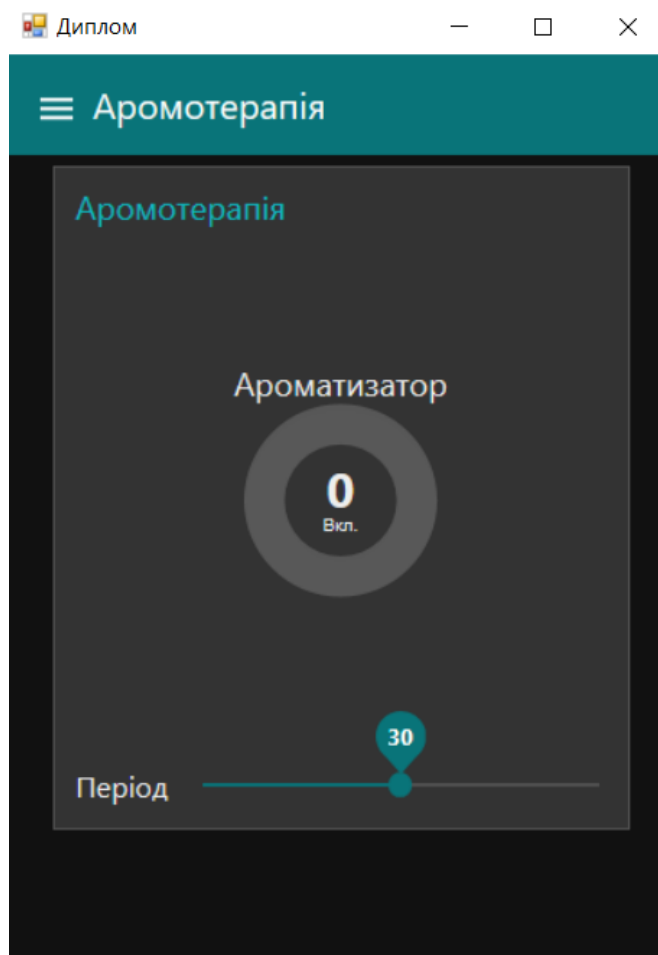 Диплом
Аромотерапія
Аромотерапія
Ароматизатор
0
Вкл.
30
Період